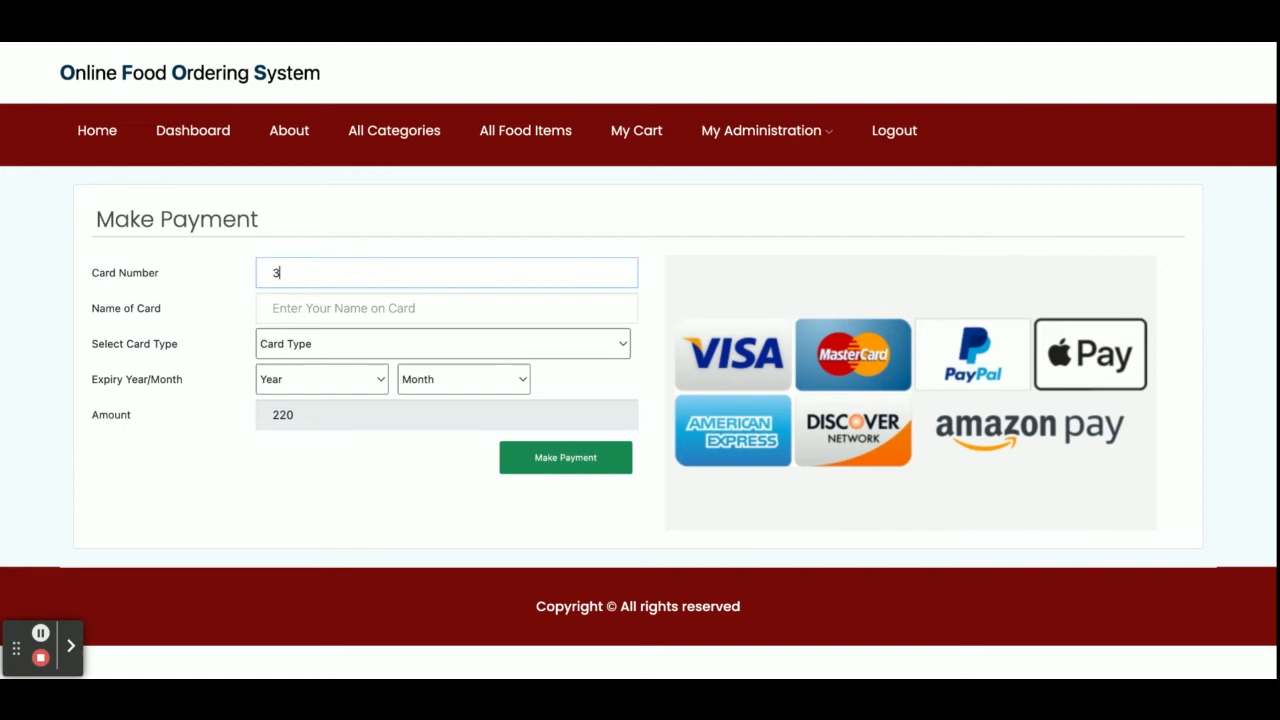 Online Food Ordering System
Home Dashboard About All Categories All Food Items My Cart My Administration Logout
Make Payment
Card Number 3
Name of Card Enter Your Name on Card
Select Card Type Card Type
Expiry Year/Month Year Month
Amount 220
Make Payment
VISA MasterCard PayPal Pay
AMERICAN EXPRESS DISCOVER NETWORK amazon pay
Copyright © All rights reserved